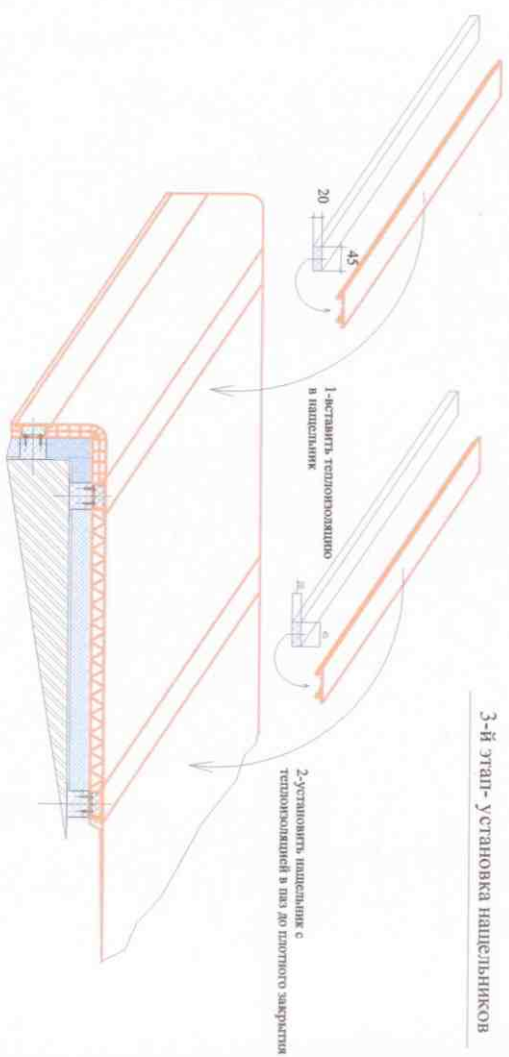 3-й этап- установка нащельников
20
45
1-вставить теплоизоляцию
в нащельник
2-установить нащельник с
теплоизоляцией в паз до плотного закрытия